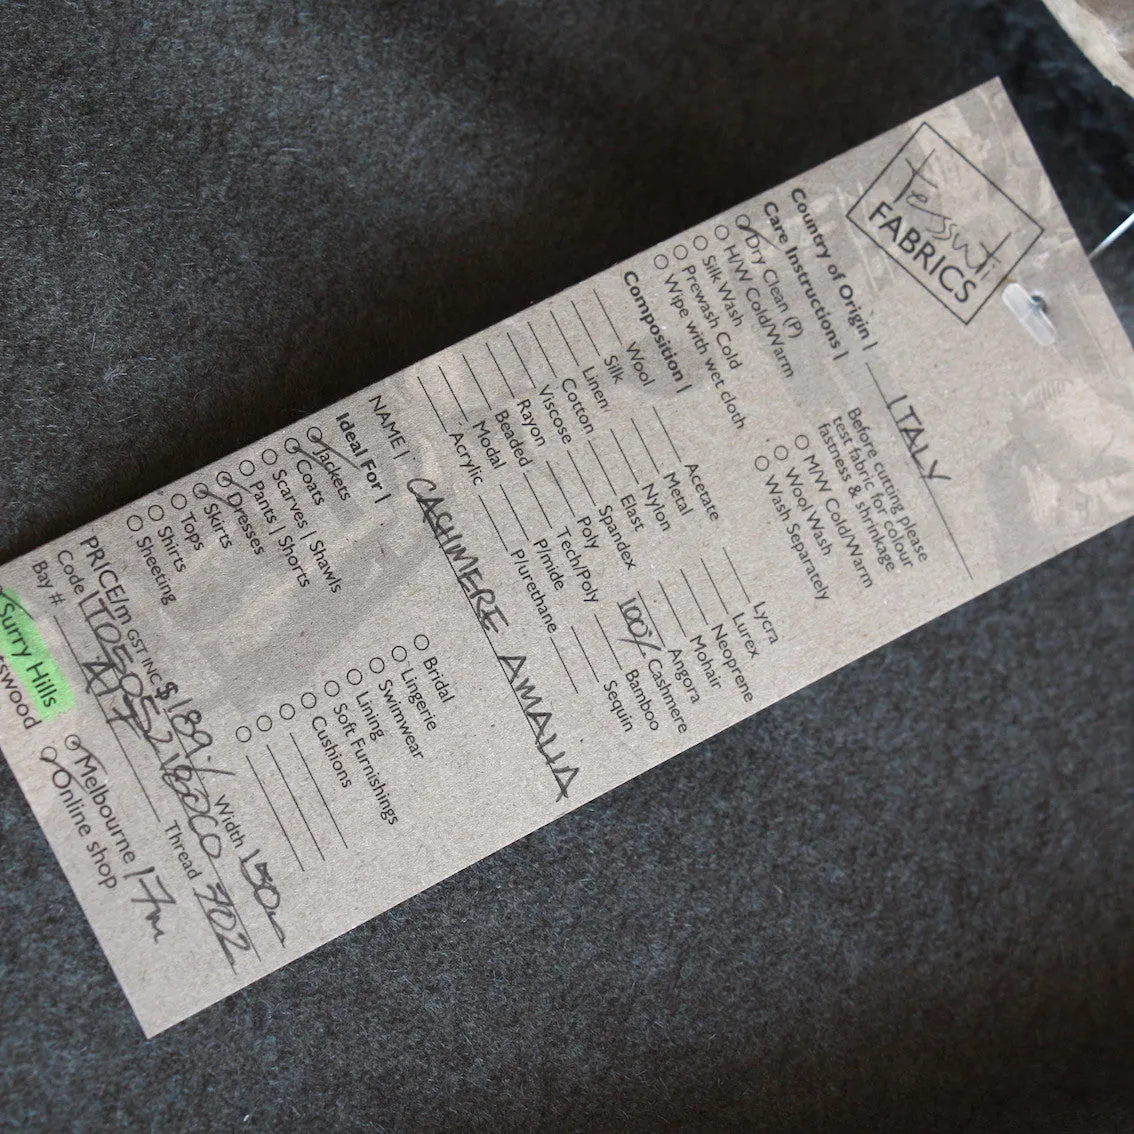 Tessuti
FABRICS
Country of Origin | ITALY
Care Instructions |
Before cutting please
test fabric for colour
fastness & shrinkage
Dry Clean (P)
H/W Cold/Warm
Silk Wash
Prewash Cold
Wipe with wet cloth
M/W Cold/Warm
Wool Wash
Wash Separately
Composition |
Wool
Silk
Linen
Cotton
Viscose
Rayon
Beaded
Modal
Acrylic
Acetate
Metal
Nylon
Elast
Spandex
Poly
Tech/Poly
P/mide
P/urethane
Lycra
Lurex
Neoprene
Mohair
Angora
100% Cashmere
Bamboo
Sequin
NAME | CASHMERE AMALIA
Ideal For |
Jackets
Coats
Scarves | Shawls
Pants | Shorts
Dresses
Skirts
Tops
Shirts
Sheeting
Bridal
Lingerie
Swimwear
Lining
Soft Furnishings
Cushions
PRICE/m GST INC $189./ Width 150
Code Thread 702
Bay #
Surry Hills
tswood
Melbourne 17m
Online shop